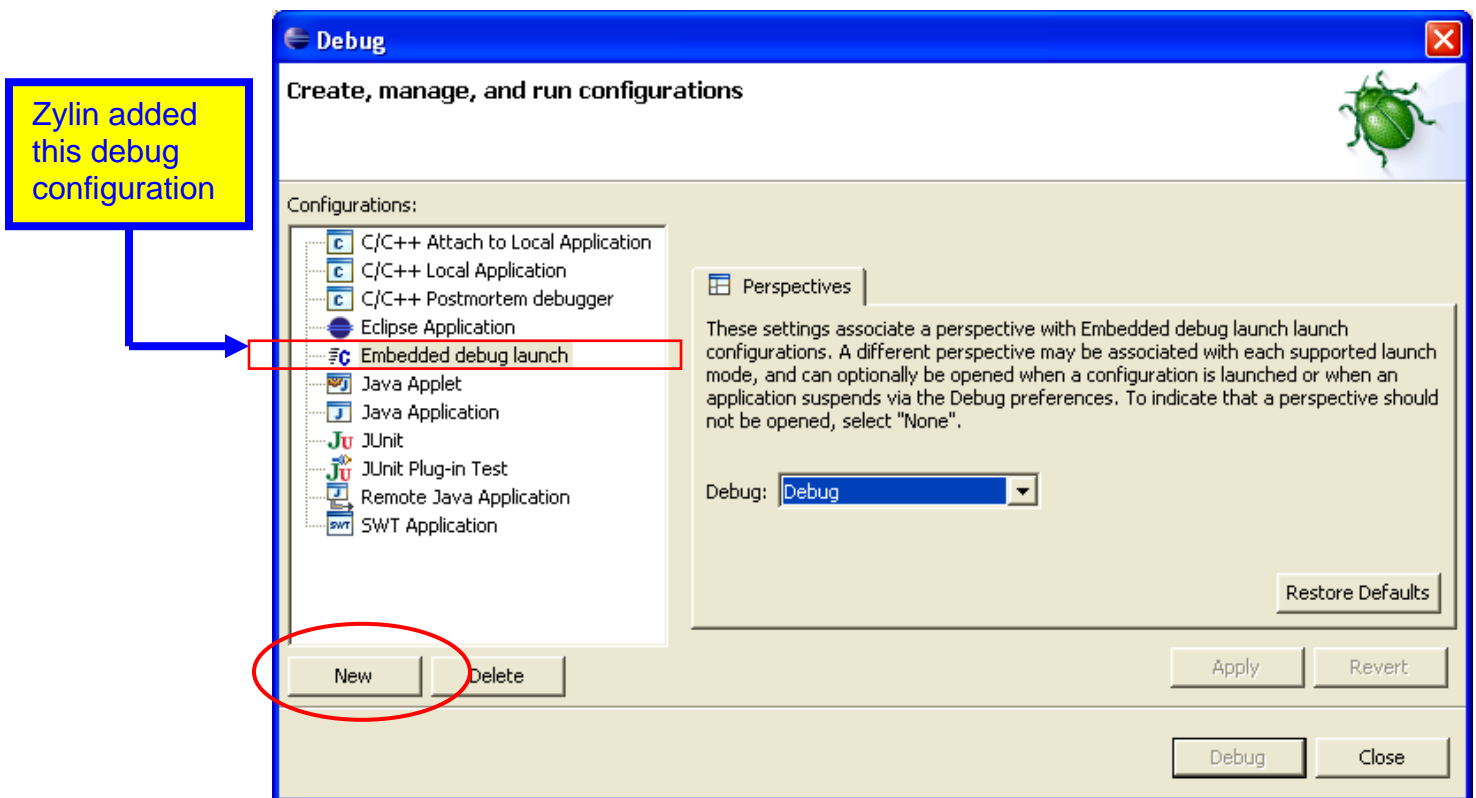 Debug
Create, manage, and run configurations
Zylin added
this debug
configuration
Configurations:
C/C++ Attach to Local Application
C/C++ Local Application
C/C++ Postmortem debugger
Eclipse Application
Embedded debug launch
Java Applet
Java Application
JUnit
JUnit Plug-in Test
Remote Java Application
SWT Application
Perspectives
These settings associate a perspective with Embedded debug launch launch
configurations. A different perspective may be associated with each supported launch
mode, and can optionally be opened when a configuration is launched or when an
application suspends via the Debug preferences. To indicate that a perspective should
not be opened, select "None".
Debug: Debug
Restore Defaults
New Delete
Apply Revert
Debug Close